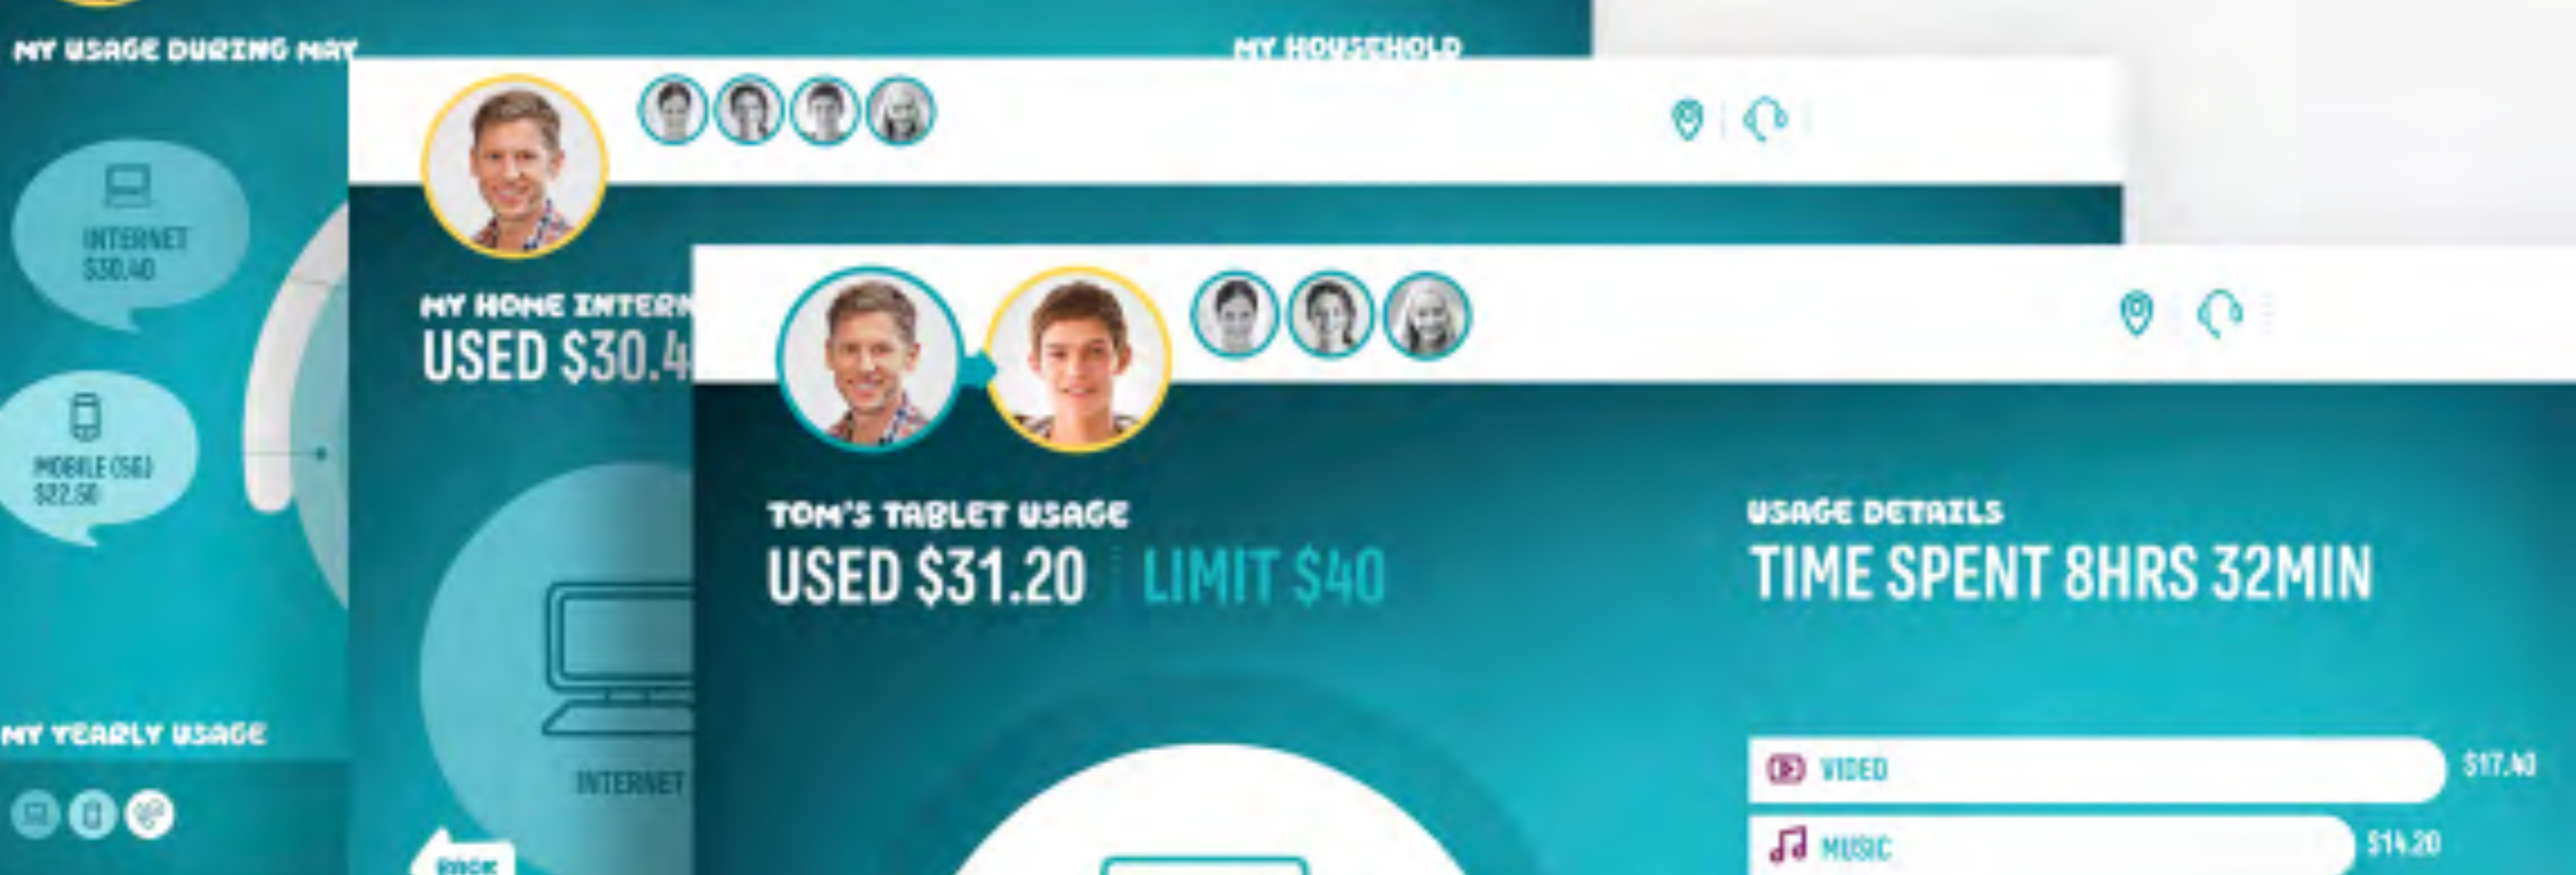 MY USAGE DURING MAY
MY HOUSEHOLD
INTERNET
$30.40
MOBILE (5G)
$22.50
MY YEARLY USAGE
MY HOME INTERN
USED $30.4
INTERNET
BACK
TOM'S TABLET USAGE
USED $31.20
LIMIT $40
USAGE DETAILS
TIME SPENT 8HRS 32MIN
VIDEO
$17.40
MUSIC
$14.20